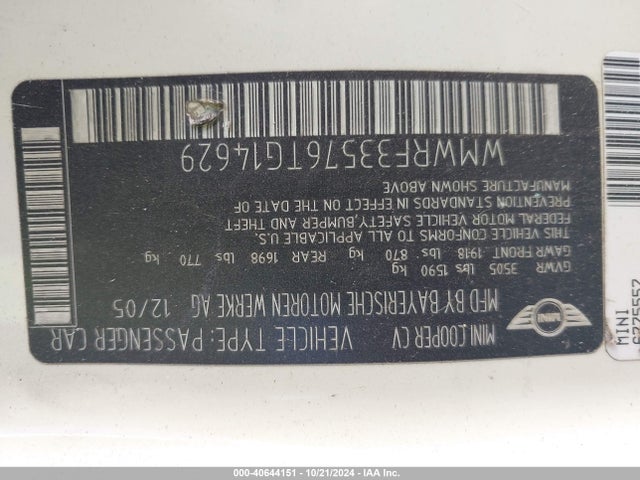 MINI
MINI COOPER CV
VEHICLE TYPE: PASSENGER CAR
MFD BY BAYERISCHE MOTOREN WERKE AG 12/05
GVWR 3505 lbs 1590 kg
GAWR FRONT 1918 lbs 870 kg REAR 1698 lbs 770 kg
THIS VEHICLE CONFORMS TO ALL APPLICABLE U.S.
FEDERAL MOTOR VEHICLE SAFETY,BUMPER AND THEFT
PREVENTION STANDARDS IN EFFECT ON THE DATE OF
MANUFACTURE SHOWN ABOVE
WMWRF33576TG14629
MINI
000-40644151 | 10/21/2024 | IAA Auctions